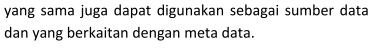 yang sama juga dapat digunakan sebagai sumber data
dan yang berkaitan dengan meta data.